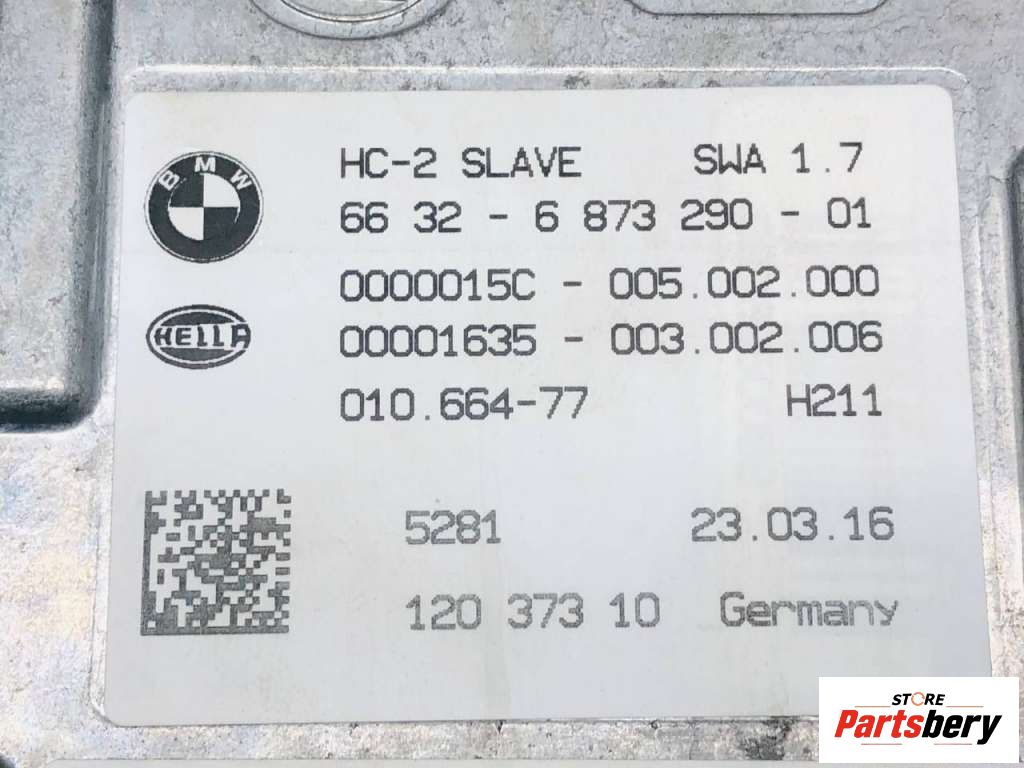 BMW
HC-2 SLAVE SWA 1.7
66 32 - 6 873 290 - 01
0000015C - 005.002.000
HELLA
00001635 - 003.002.006
010.664-77 H211
5281 23.03.16
120 373 10 Germany
STORE
Partsbery